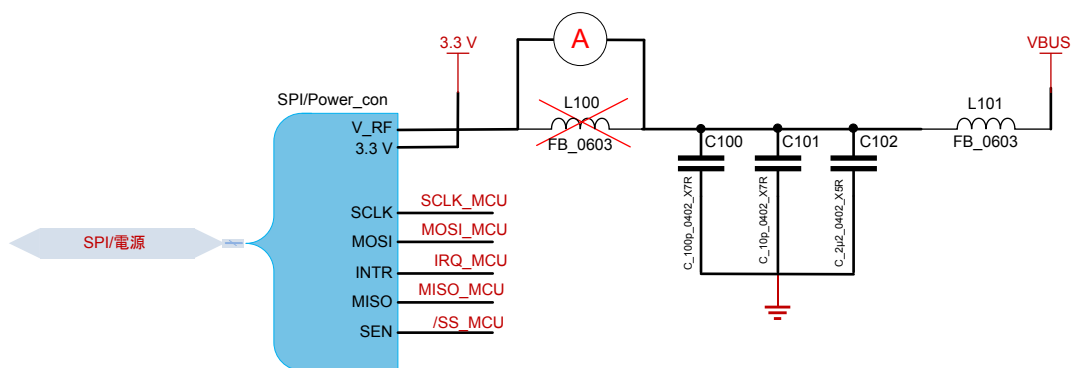 3.3 V
A
VBUS
SPI/Power_con
L100
FB_0603
L101
FB_0603
V_RF
3.3 V
C100
C101
C102
C_100p_0402_X7R
C_10p_0402_X7R
C_2µ2_0402_X5R
SCLK
SCLK_MCU
MOSI
MOSI_MCU
SPI/電源
INTR
IRQ_MCU
MISO
MISO_MCU
SEN
/SS_MCU